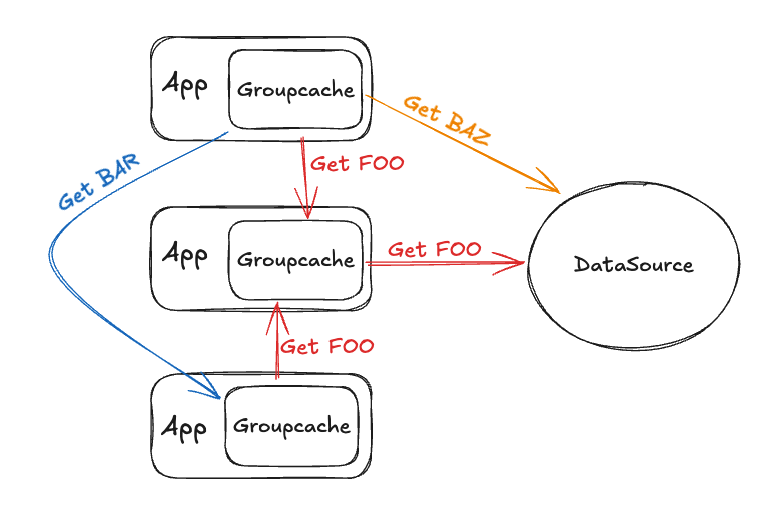 App
Groupcache
Get BAZ
Get BAR
Get FOO
App
Groupcache
Get FOO
DataSource
Get FOO
App
Groupcache